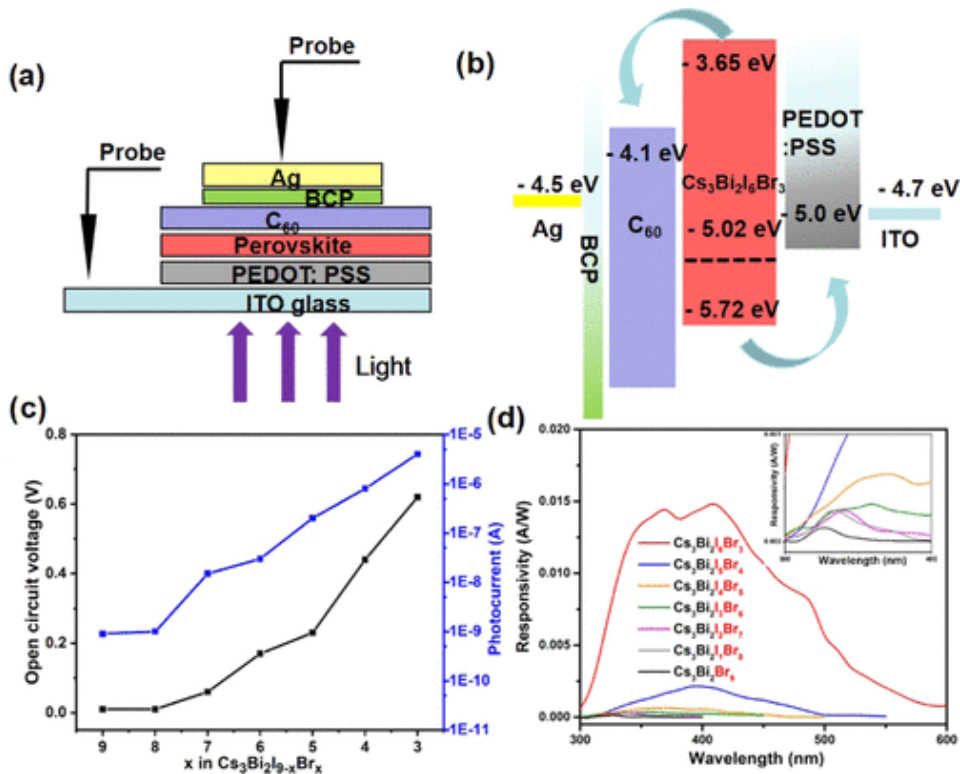 (a)
Probe
Probe
Ag
BCP
C₆₀
Perovskite
PEDOT: PSS
ITO glass
Light
(b)
- 3.65 eV
PEDOT
:PSS
- 4.1 eV
- 4.5 eV
Cs₃Bi₂I₆Br₃
- 4.7 eV
Ag
C₆₀
- 5.02 eV
- 5.0 eV
ITO
BCP
- 5.72 eV
(c)
0.8
0.6
0.4
0.2
0.0
Open circuit voltage (V)
1E-5
1E-6
1E-7
1E-8
1E-9
1E-10
1E-11
Photocurrent (A)
9 8 7 6 5 4 3
x in Cs₃Bi₂I₉₋ₓBrₓ
(d)
0.020
0.015
0.010
0.005
0.000
Responsivity (A/W)
Cs₃Bi₂I₆Br₃
Cs₃Bi₂I₅Br₄
Cs₃Bi₂I₄Br₅
Cs₃Bi₂I₃Br₆
Cs₃Bi₂I₂Br₇
Cs₃Bi₂I₁Br₈
Cs₃Bi₂Br₉
300 400 500 600
Wavelength (nm)
Responsivity (A/W)
Wavelength (nm)